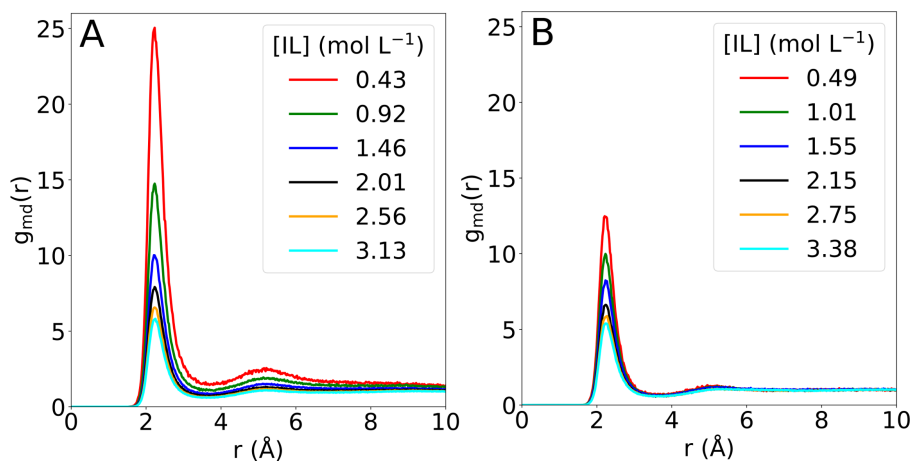 A
[IL] (mol L⁻¹)
0.43
0.92
1.46
2.01
2.56
3.13
25
20
15
10
5
0
g_md(r)
0 2 4 6 8 10
r (Å)
B
[IL] (mol L⁻¹)
0.49
1.01
1.55
2.15
2.75
3.38
25
20
15
10
5
0
g_md(r)
0 2 4 6 8 10
r (Å)